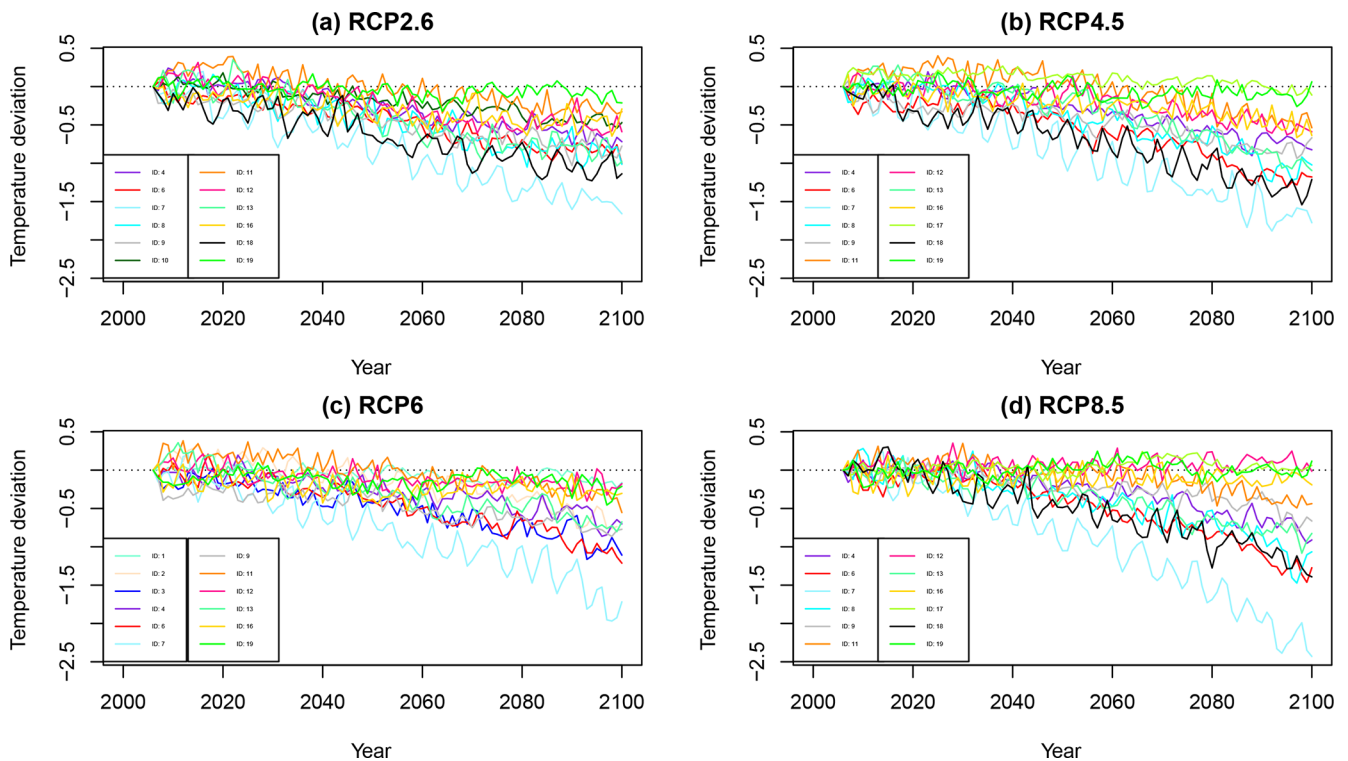 (a) RCP2.6
Temperature deviation
0.5
−0.5
−1.5
−2.5
ID: 4
ID: 6
ID: 7
ID: 8
ID: 9
ID: 10
ID: 11
ID: 12
ID: 13
ID: 16
ID: 18
ID: 19
2000 2020 2040 2060 2080 2100
Year
(b) RCP4.5
Temperature deviation
0.5
−0.5
−1.5
−2.5
ID: 4
ID: 6
ID: 7
ID: 8
ID: 9
ID: 11
ID: 12
ID: 13
ID: 16
ID: 17
ID: 18
ID: 19
2000 2020 2040 2060 2080 2100
Year
(c) RCP6
Temperature deviation
0.5
−0.5
−1.5
−2.5
ID: 1
ID: 2
ID: 3
ID: 4
ID: 6
ID: 7
ID: 9
ID: 11
ID: 12
ID: 13
ID: 16
ID: 19
2000 2020 2040 2060 2080 2100
Year
(d) RCP8.5
Temperature deviation
0.5
−0.5
−1.5
−2.5
ID: 4
ID: 6
ID: 7
ID: 8
ID: 9
ID: 11
ID: 12
ID: 13
ID: 16
ID: 17
ID: 18
ID: 19
2000 2020 2040 2060 2080 2100
Year